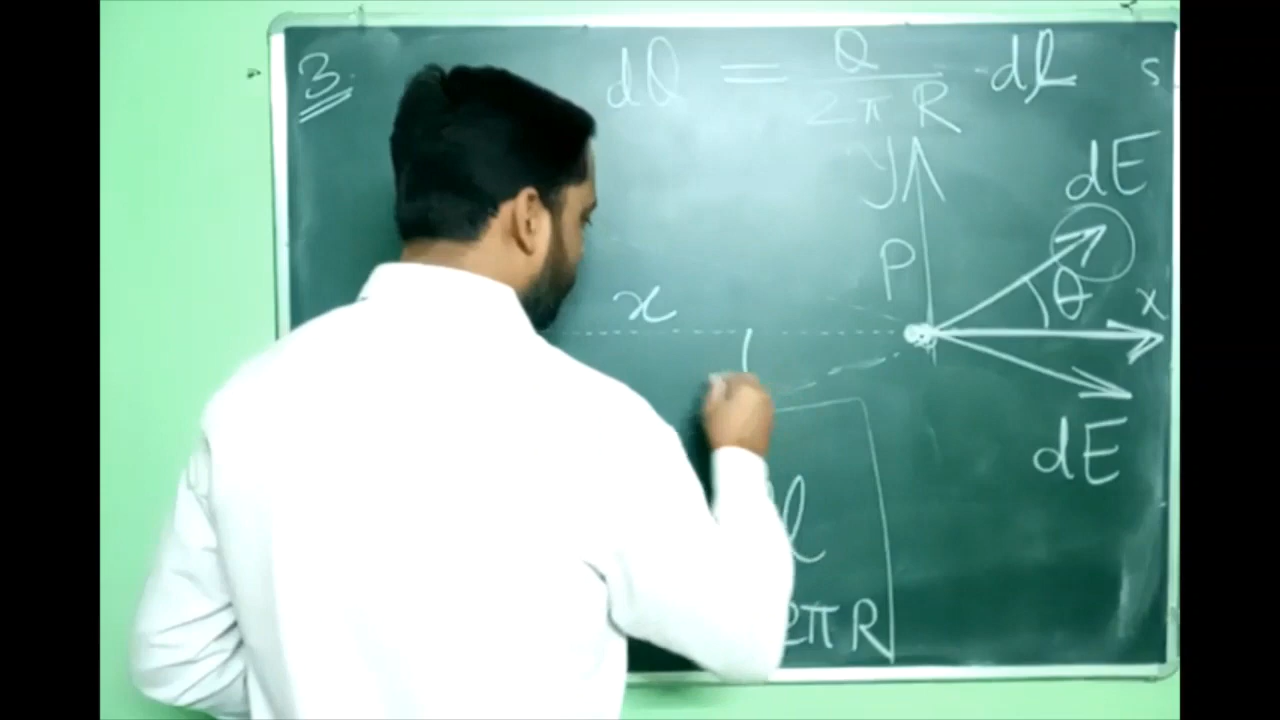 3.
dQ = Q / 2πR dl
y
dE
P
θ
x
x
dE
l
2πR